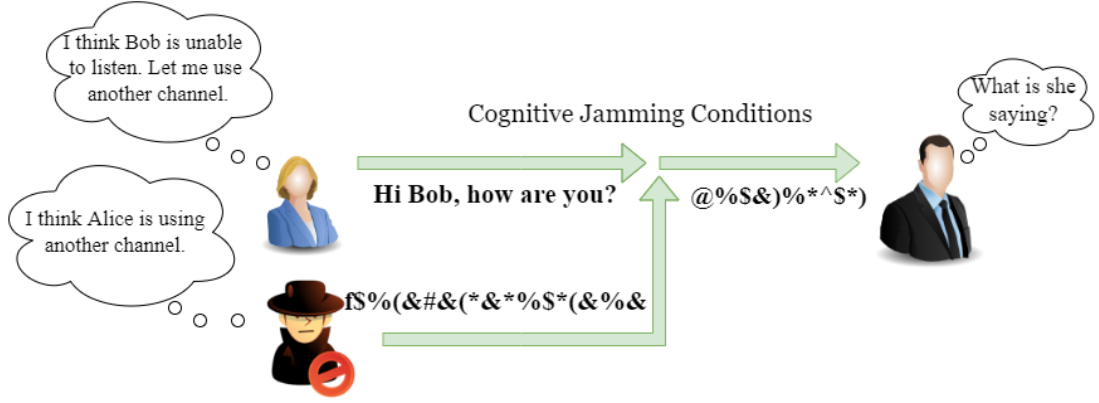 I think Bob is unable
to listen. Let me use
another channel.
What is she
saying?
Cognitive Jamming Conditions
Hi Bob, how are you?
@%$&)%*^$*)
I think Alice is using
another channel.
f$%(&#&(*&*%$*(&%&